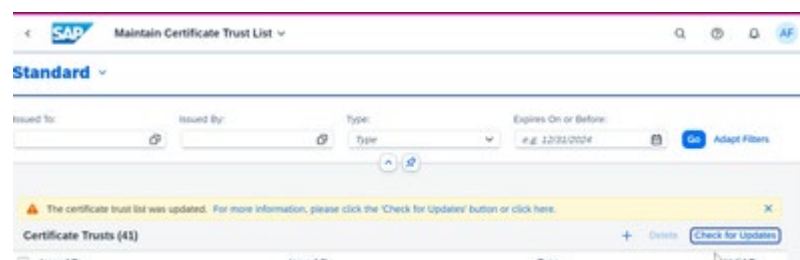 SAP Maintain Certificate Trust List AF
Standard
Issued To: Issued By: Type: Expires On or Before:
Type e.g. 12/31/2024 Go Adapt Filters
The certificate trust list was updated. For more information, please click the 'Check for Updates' button or click here.
Certificate Trusts (41) + Delete Check for Updates